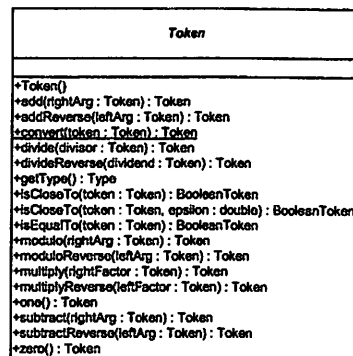 Token
+Token()
+add(rightArg : Token) : Token
+addReverse(leftArg : Token) : Token
+convert(token : Token) : Token
+divide(divisor : Token) : Token
+divideReverse(dividend : Token) : Token
+getType() : Type
+isCloseTo(token : Token) : BooleanToken
+isCloseTo(token : Token, epsilon : double) : BooleanToken
+isEqualTo(token : Token) : BooleanToken
+modulo(rightArg : Token) : Token
+moduloReverse(leftArg : Token) : Token
+multiply(rightFactor : Token) : Token
+multiplyReverse(leftFactor : Token) : Token
+one() : Token
+subtract(rightArg : Token) : Token
+subtractReverse(leftArg : Token) : Token
+zero() : Token